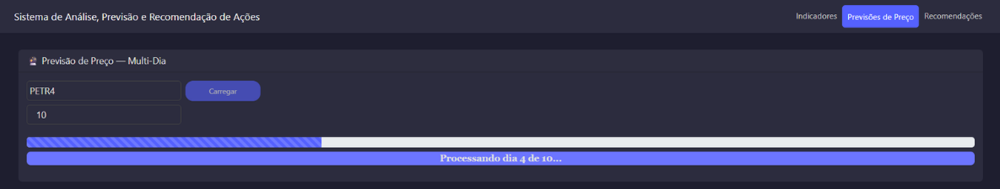 Sistema de Análise, Previsão e Recomendação de Ações
Indicadores
Previsões de Preço
Recomendações
Previsão de Preço — Multi-Dia
PETR4
Carregar
10
Processando dia 4 de 10...